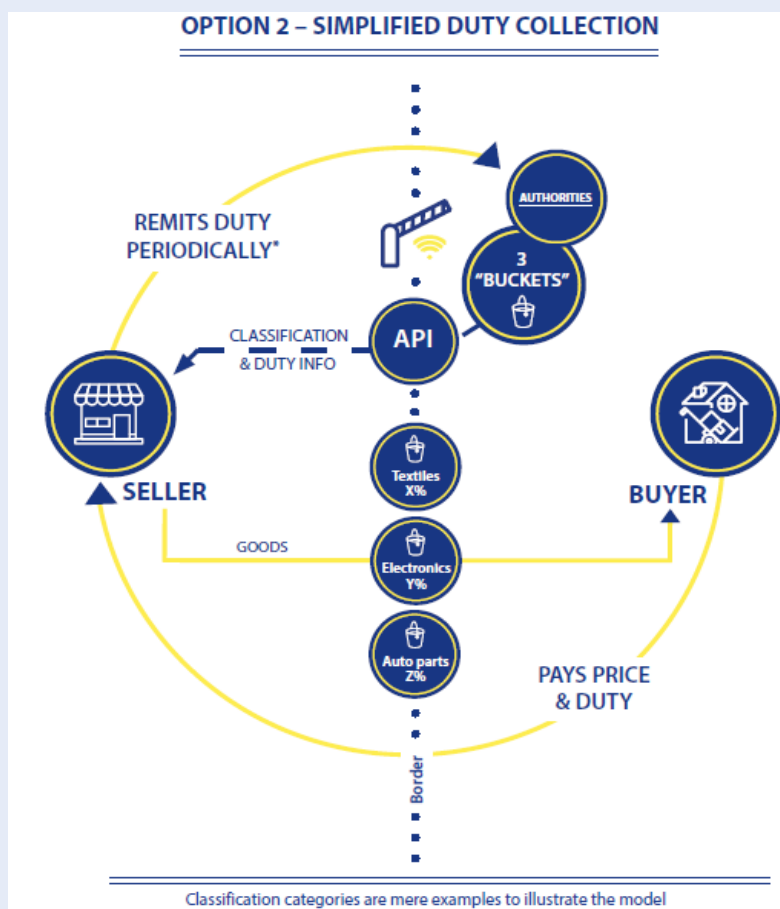 OPTION 2 – SIMPLIFIED DUTY COLLECTION
AUTHORITIES
REMITS DUTY
PERIODICALLY*
3
“BUCKETS”
API
CLASSIFICATION
& DUTY INFO
Textiles
X%
SELLER
BUYER
GOODS
Electronics
Y%
Auto parts
Z%
PAYS PRICE
& DUTY
Border
Classification categories are mere examples to illustrate the model